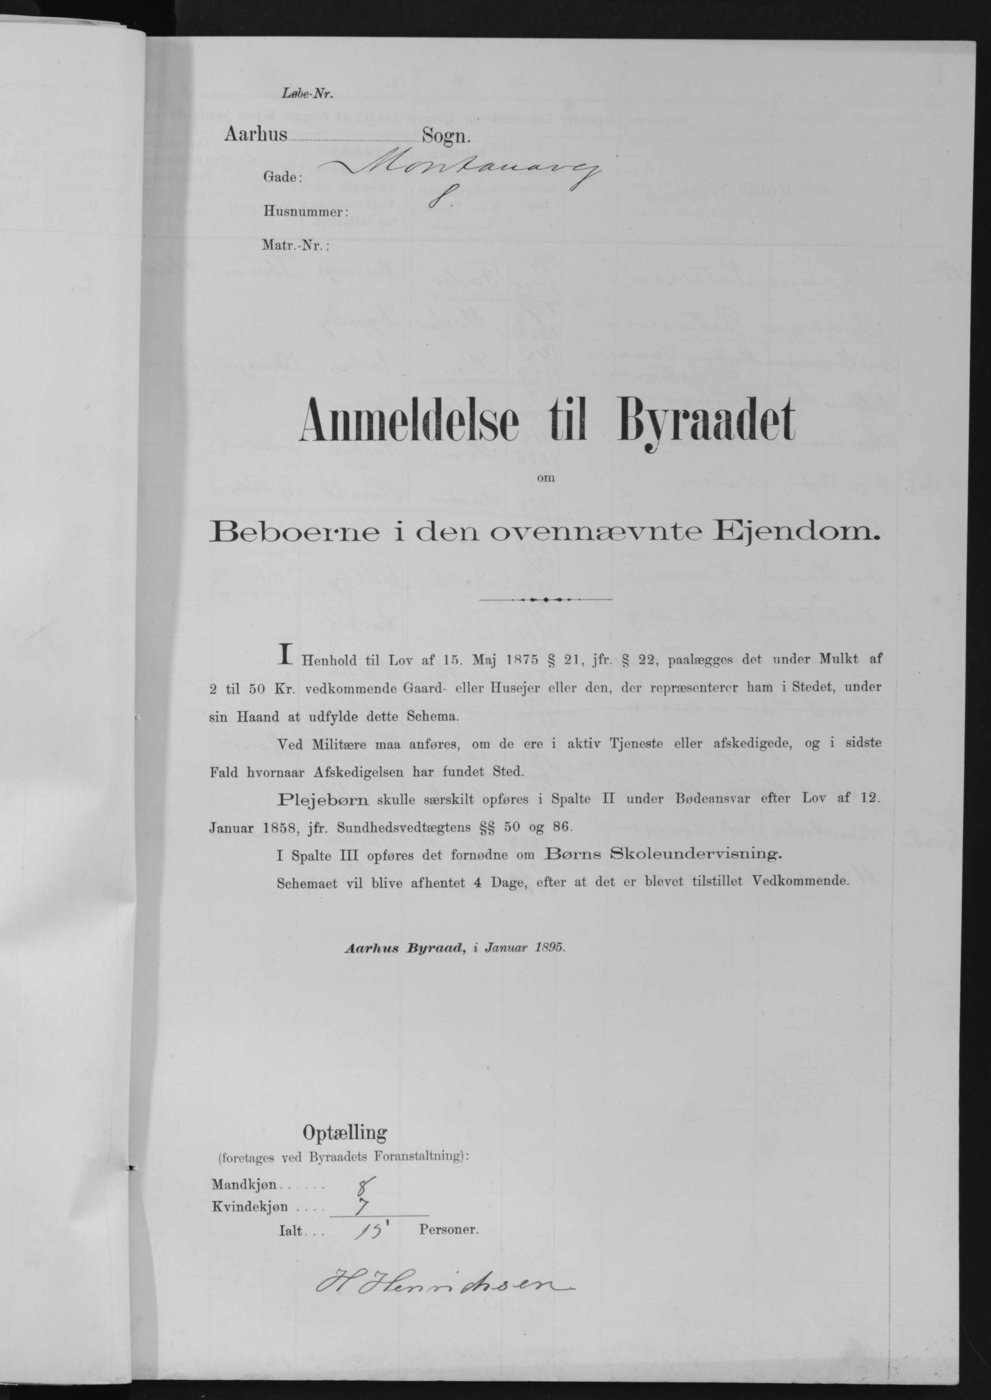 Løbe-Nr.
Aarhus Sogn.
Gade: Montanavej
Husnummer: 8.
Matr.-Nr.:
Anmeldelse til Byraadet
om
Beboerne i den ovennævnte Ejendom.
I Henhold til Lov af 15. Maj 1875 § 21, jfr. § 22, paalægges det under Mulkt af
2 til 50 Kr. vedkommende Gaard- eller Husejer eller den, der repræsenterer ham i Stedet, under
sin Haand at udfylde dette Schema.
Ved Militære maa anføres, om de ere i aktiv Tjeneste eller afskedigede, og i sidste
Fald hvornaar Afskedigelsen har fundet Sted.
Plejebørn skulle særskilt opføres i Spalte II under Bødeansvar efter Lov af 12.
Januar 1858, jfr. Sundhedsvedtægtens §§ 50 og 86.
I Spalte III opføres det fornødne om Børns Skoleundervisning.
Schemaet vil blive afhentet 4 Dage, efter at det er blevet tilstillet Vedkommende.
Aarhus Byraad, i Januar 1895.
Optælling
(foretages ved Byraadets Foranstaltning):
Mandkjøn...... 8
Kvindekjøn .... 7
Ialt... 15 Personer.
H Henrichsen